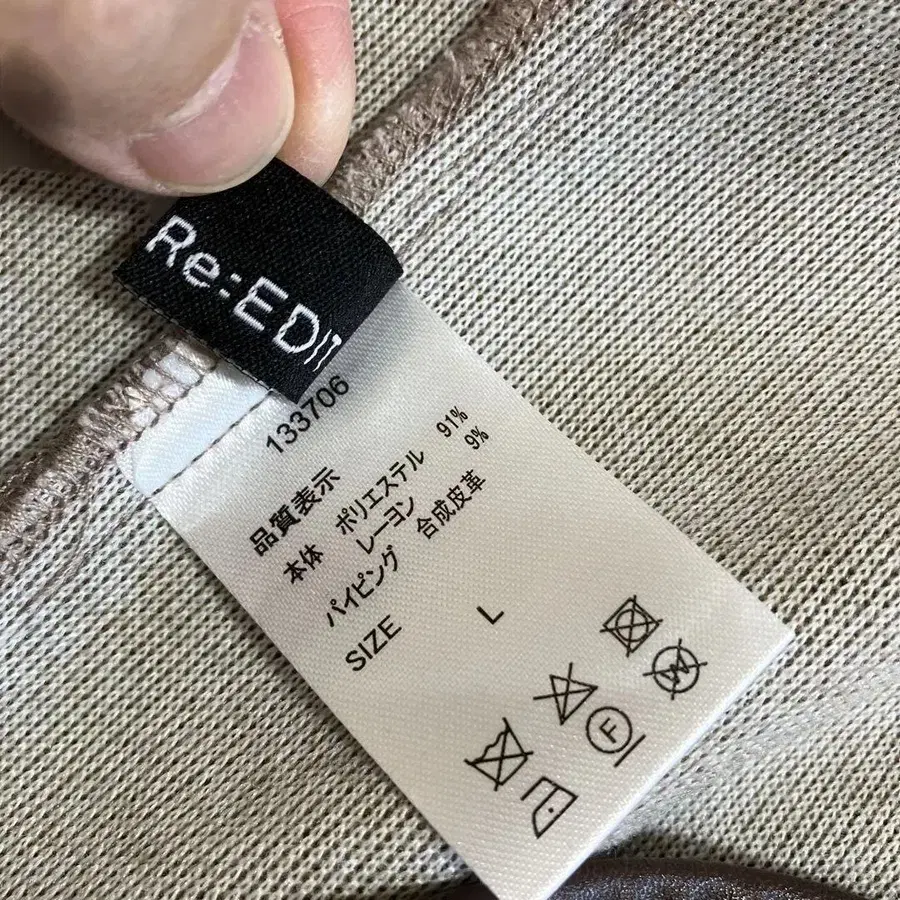 Re:EDIT
133706
品質表示
本体 ポリエステル 91%
レーヨン 9%
パイピング 合成皮革
SIZE L
F
W